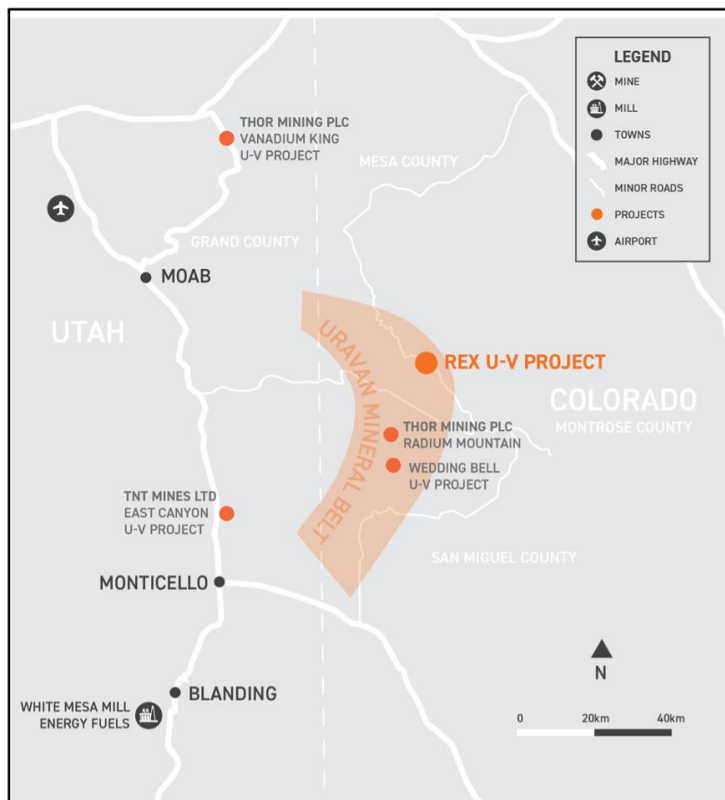 LEGEND
MINE
MILL
TOWNS
MAJOR HIGHWAY
MINOR ROADS
PROJECTS
AIRPORT
THOR MINING PLC
VANADIUM KING
U-V PROJECT
MESA COUNTY
GRAND COUNTY
MOAB
UTAH
URAVAN MINERAL BELT
REX U-V PROJECT
COLORADO
MONTROSE COUNTY
THOR MINING PLC
RADIUM MOUNTAIN
WEDDING BELL
U-V PROJECT
TNT MINES LTD
EAST CANYON
U-V PROJECT
SAN MIGUEL COUNTY
MONTICELLO
BLANDING
WHITE MESA MILL
ENERGY FUELS
N
0 20km 40km